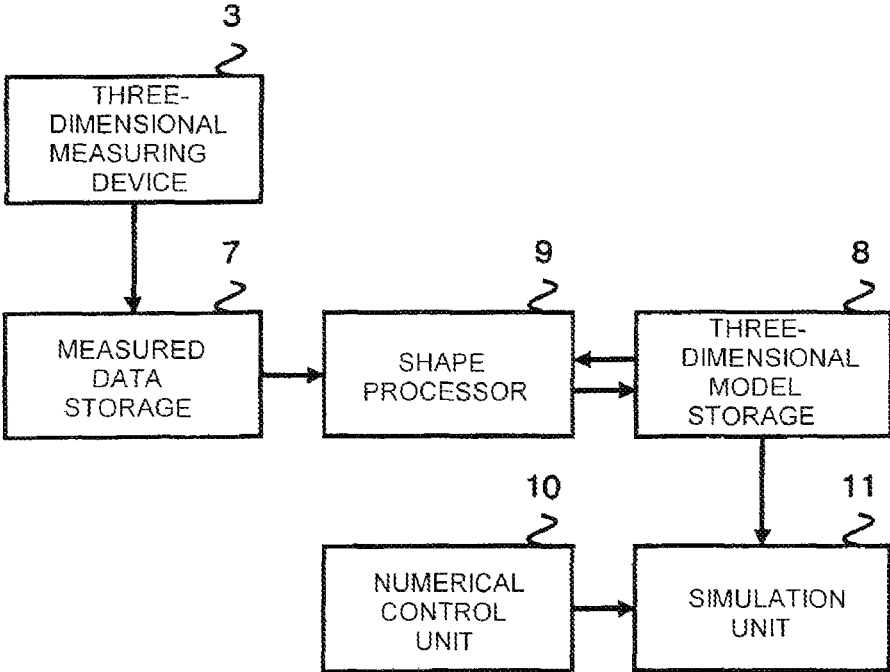 3
THREE-
DIMENSIONAL
MEASURING
DEVICE
7
MEASURED
DATA
STORAGE
9
SHAPE
PROCESSOR
8
THREE-
DIMENSIONAL
MODEL
STORAGE
10
NUMERICAL
CONTROL
UNIT
11
SIMULATION
UNIT